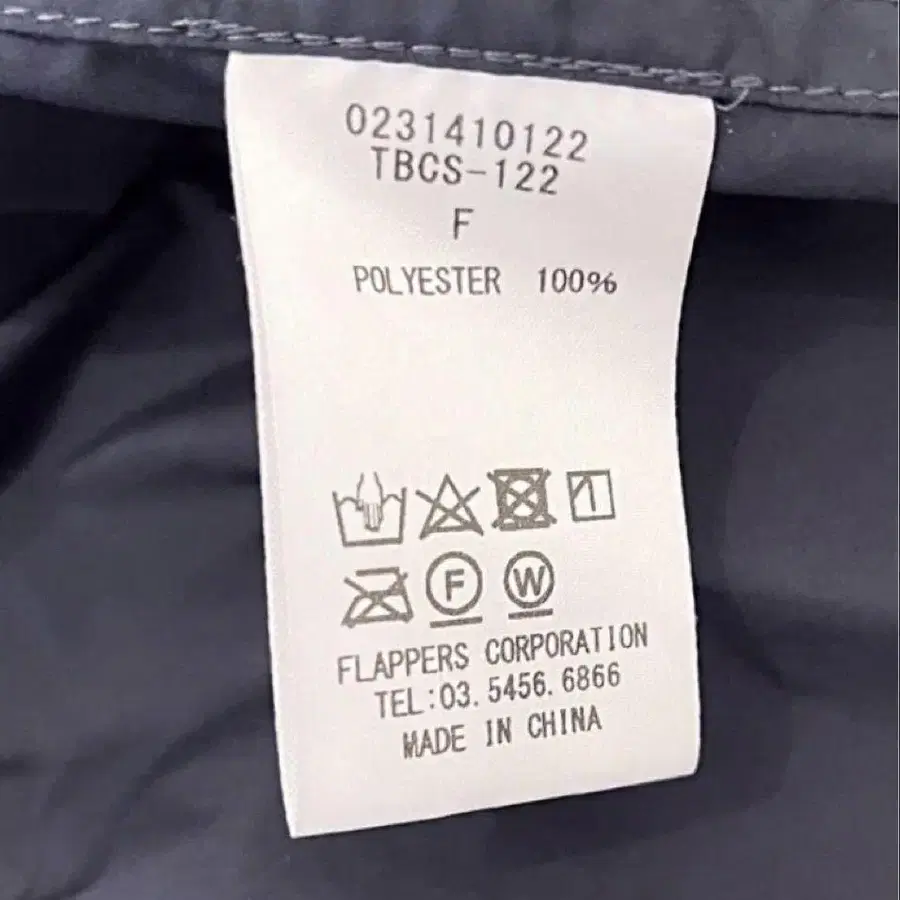 0231410122
TBCS-122
F
POLYESTER 100%
F W
FLAPPERS CORPORATION
TEL:03.5456.6866
MADE IN CHINA